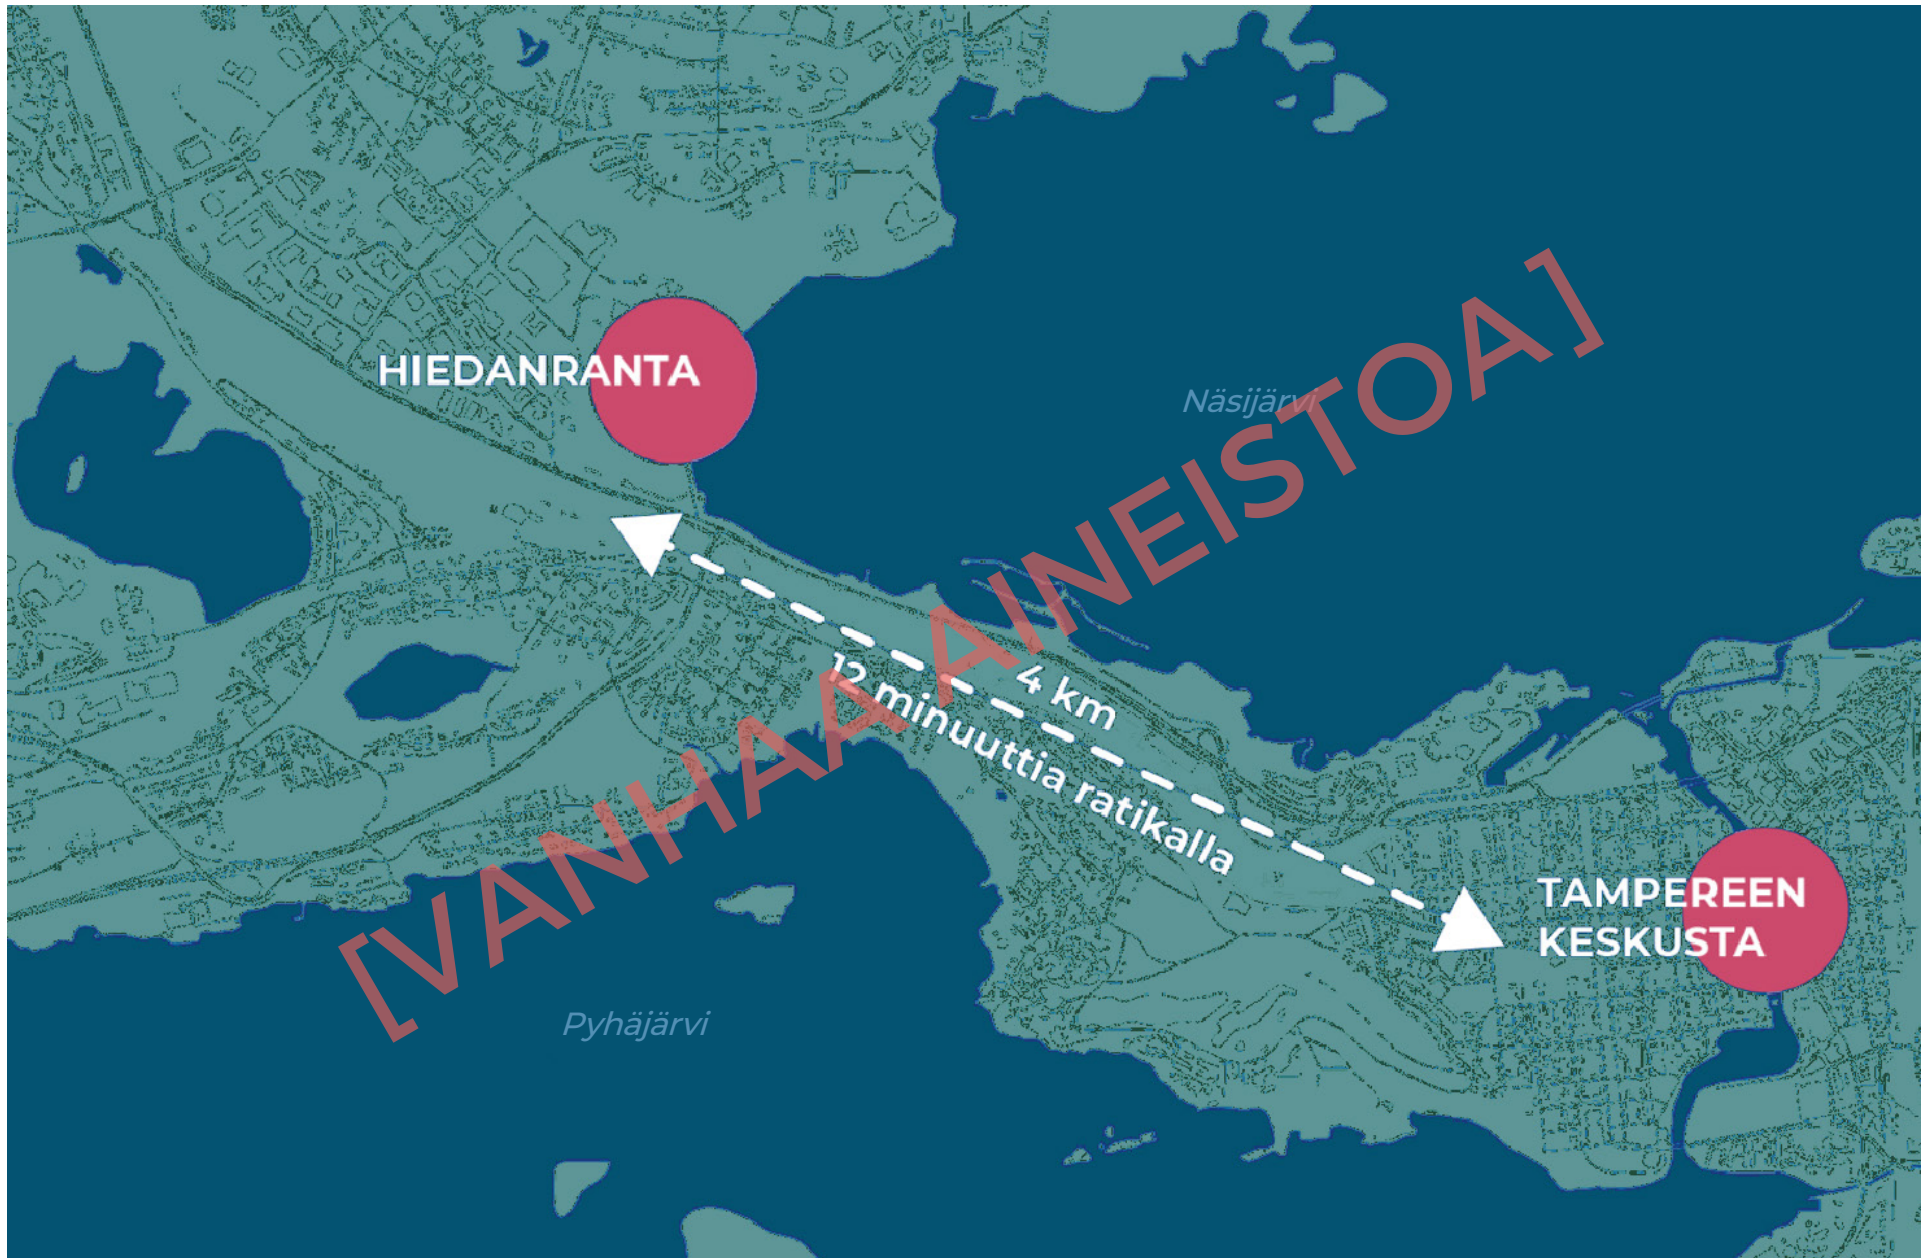 HIEDANRANTA
Näsijärvi
[VANHAA AINEISTOA]
4 km
12 minuuttia ratikalla
TAMPEREEN
KESKUSTA
Pyhäjärvi